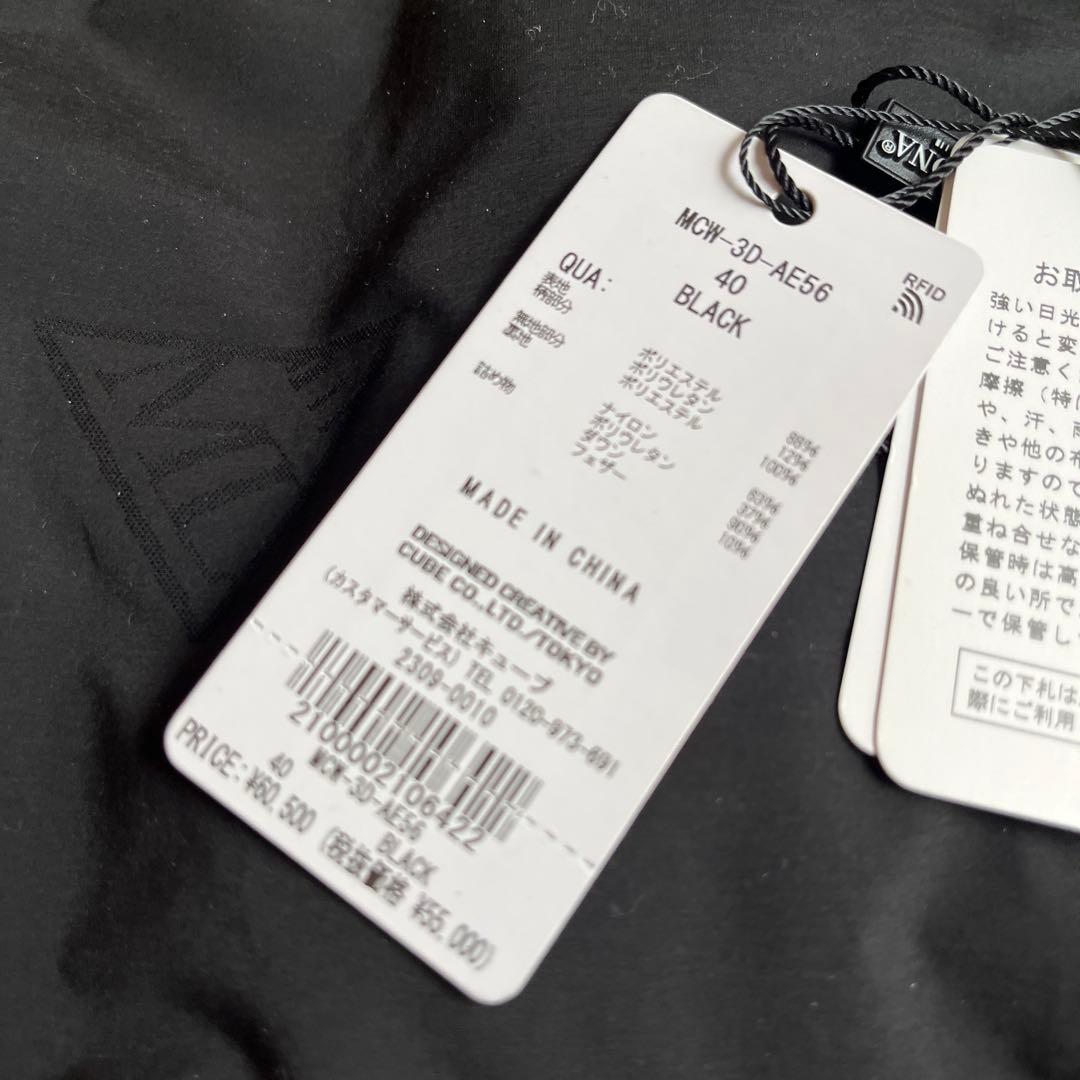 MCW-3D-AE56
40
BLACK
RFID
QUA:
表地
柄部分
無地部分
裏地
詰め物
ポリエステル
ポリウレタン
ポリエステル
ナイロン
ポリウレタン
ダウン
フェザー
88%
12%
100%
63%
37%
90%
10%
MADE IN CHINA
DESIGNED CREATIVE BY
CUBE CO.,LTD./TOKYO
株式会社キューブ
(カスタマーサービス) TEL 0120-973-691
2309-0010
2100002106422
40
MCW-3D-AE56
BLACK
PRICE: ¥60,500 (税抜価格 ¥55,000)
ONA®
お取
強い日光
けると変
ご注意く
摩擦(特に
や、汗、雨
きや他の布
りますので
ぬれた状態
重ね合せな
保管時は高
の良い所で
ーで保管し
この下札は
際にご利用